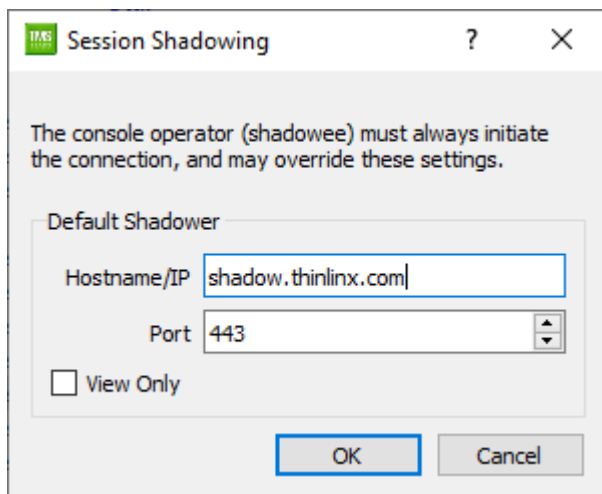 TMS
Session Shadowing
?
The console operator (shadowee) must always initiate
the connection, and may override these settings.
Default Shadower
Hostname/IP shadow.thinlinx.com
Port 443
View Only
OK Cancel